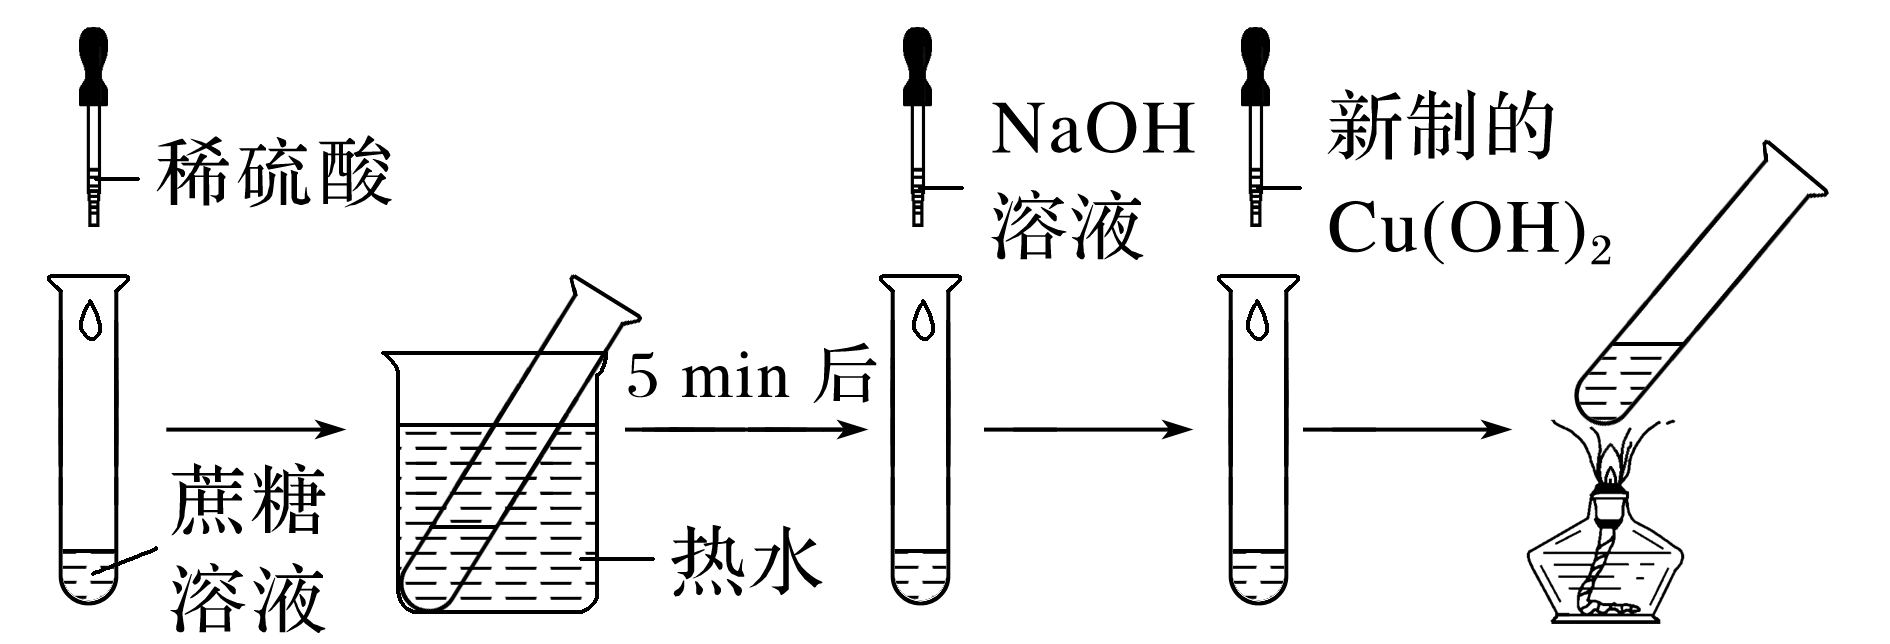 稀硫酸
蔗糖
溶液
热水
5 min 后
NaOH
溶液
新制的
Cu(OH)₂